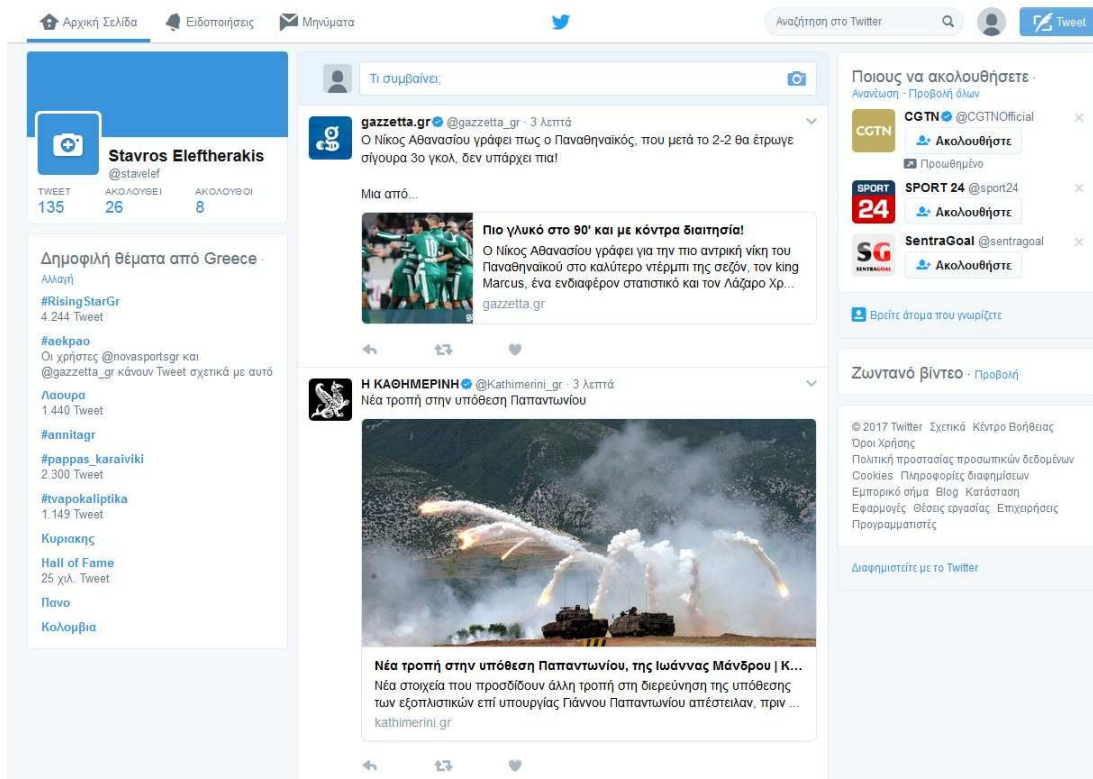 Αρχική Σελίδα
Ειδοποιήσεις
Μηνύματα
Αναζήτηση στο Twitter
Tweet
Stavros Eleftherakis
@stavelef
TWEET ΑΚΟΛΟΥΘΕΙ ΑΚΟΛΟΥΘΟΙ
135 26 8
Δημοφιλή θέματα από Greece ·
Αλλαγή
#RisingStarGr
4.244 Tweet
#aekpao
Οι χρήστες @novasportsgr και
@gazzetta_gr κάνουν Tweet σχετικά με αυτό
Λαουρα
1.440 Tweet
#annitagr
#pappas_karaiviki
2.300 Tweet
#tvapokaliptika
1.149 Tweet
Κυριακης
Hall of Fame
25 χιλ. Tweet
Πανο
Κολομβια
Τι συμβαίνει;
gazzetta.gr @gazzetta_gr · 3 λεπτά
Ο Νίκος Αθανασίου γράφει πως ο Παναθηναϊκός, που μετά το 2-2 θα έτρωγε
σίγουρα 3ο γκολ, δεν υπάρχει πια!
Μια από...
Πιο γλυκό στο 90' και με κόντρα διαιτησία!
Ο Νίκος Αθανασίου γράφει για την πιο αντρική νίκη του
Παναθηναϊκού στο καλύτερο ντέρμπι της σεζόν, τον king
Marcus, ένα ενδιαφέρον στατιστικό και τον Λάζαρο Χρ...
gazzetta.gr
Η ΚΑΘΗΜΕΡΙΝΗ @Kathimerini_gr · 3 λεπτά
Νέα τροπή στην υπόθεση Παπαντωνίου
Νέα τροπή στην υπόθεση Παπαντωνίου, της Ιωάννας Μάνδρου | Κ...
Νέα στοιχεία που προσδίδουν άλλη τροπή στη διερεύνηση της υπόθεσης
των εξοπλιστικών επί υπουργίας Γιάννου Παπαντωνίου απέστειλαν, πριν ...
kathimerini.gr
Ποιους να ακολουθήσετε ·
Ανανέωση · Προβολή όλων
CGTN
CGTN @CGTNOfficial
Ακολουθήστε
Προωθημένο
SPORT
24
SPORT 24 @sport24
Ακολουθήστε
SG
SENTRAGOAL
SentraGoal @sentragoal
Ακολουθήστε
Βρείτε άτομα που γνωρίζετε
Ζωντανό βίντεο · Προβολή
© 2017 Twitter Σχετικά Κέντρο Βοήθειας
Όροι Χρήσης
Πολιτική προστασίας προσωπικών δεδομένων
Cookies Πληροφορίες διαφημίσεων
Εμπορικό σήμα Blog Κατάσταση
Εφαρμογές Θέσεις εργασίας Επιχειρήσεις
Προγραμματιστές
Διαφημιστείτε με το Twitter